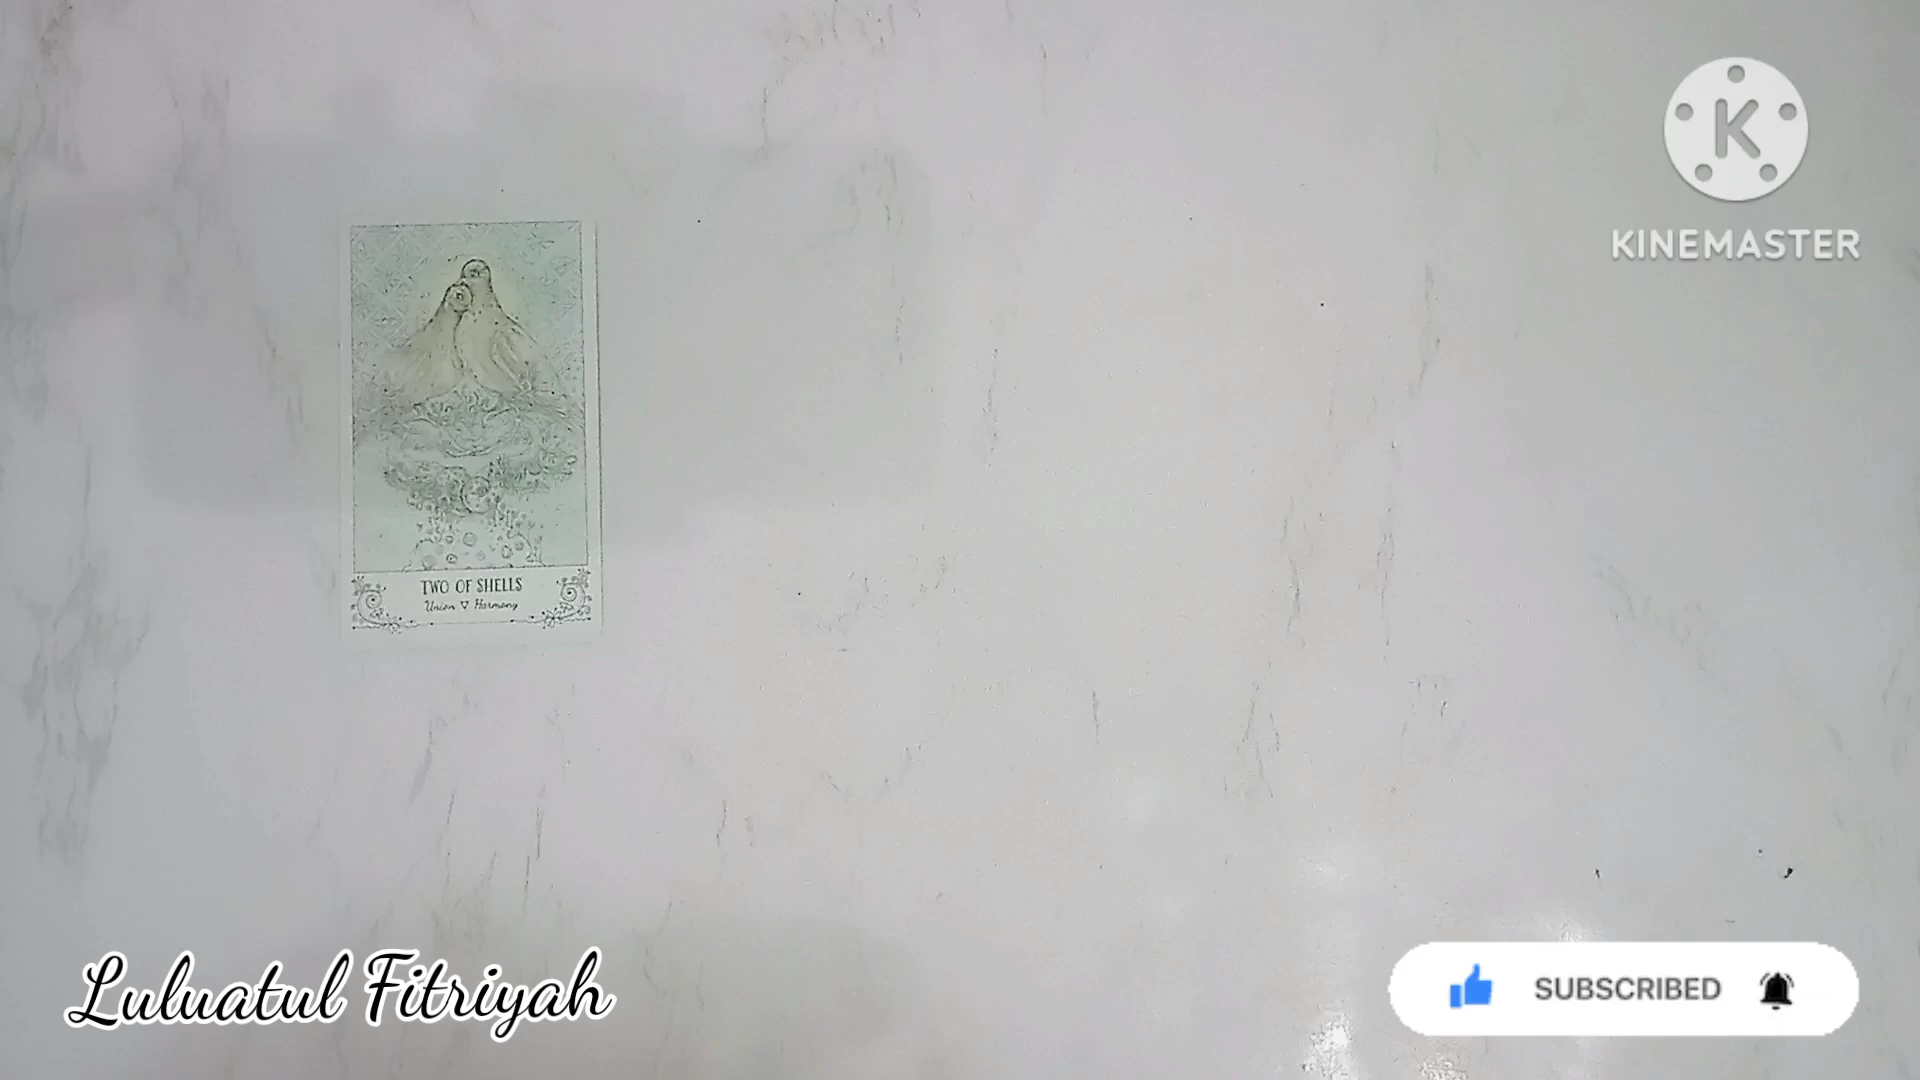 K
KINEMASTER
TWO OF SHELLS
Union ▽ Harmony
Luluatul Fitriyah
SUBSCRIBED